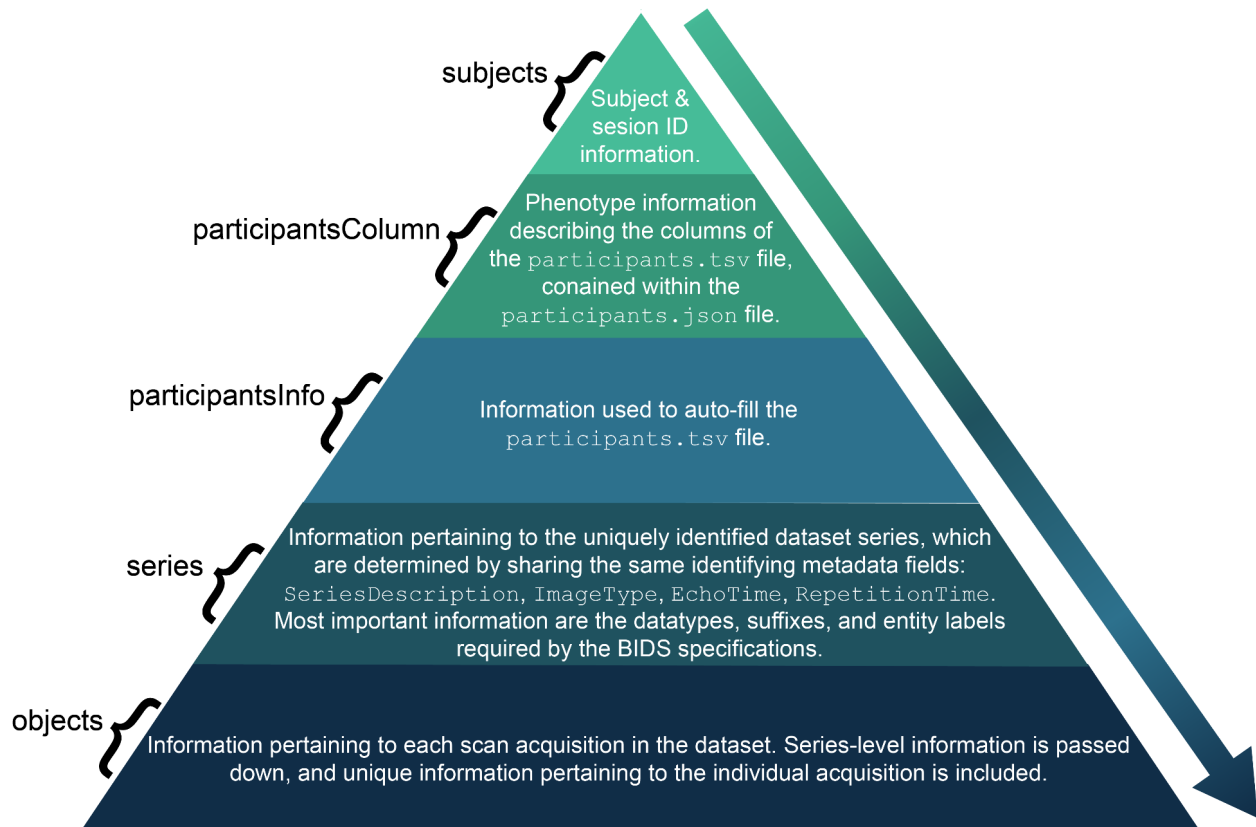 subjects
Subject &
sesion ID
information.
participantsColumn
Phenotype information
describing the columns of
the participants.tsv file,
conained within the
participants.json file.
participantsInfo
Information used to auto-fill the
participants.tsv file.
series
Information pertaining to the uniquely identified dataset series, which
are determined by sharing the same identifying metadata fields:
SeriesDescription, ImageType, EchoTime, RepetitionTime.
Most important information are the datatypes, suffixes, and entity labels
required by the BIDS specifications.
objects
Information pertaining to each scan acquisition in the dataset. Series-level information is passed
down, and unique information pertaining to the individual acquisition is included.